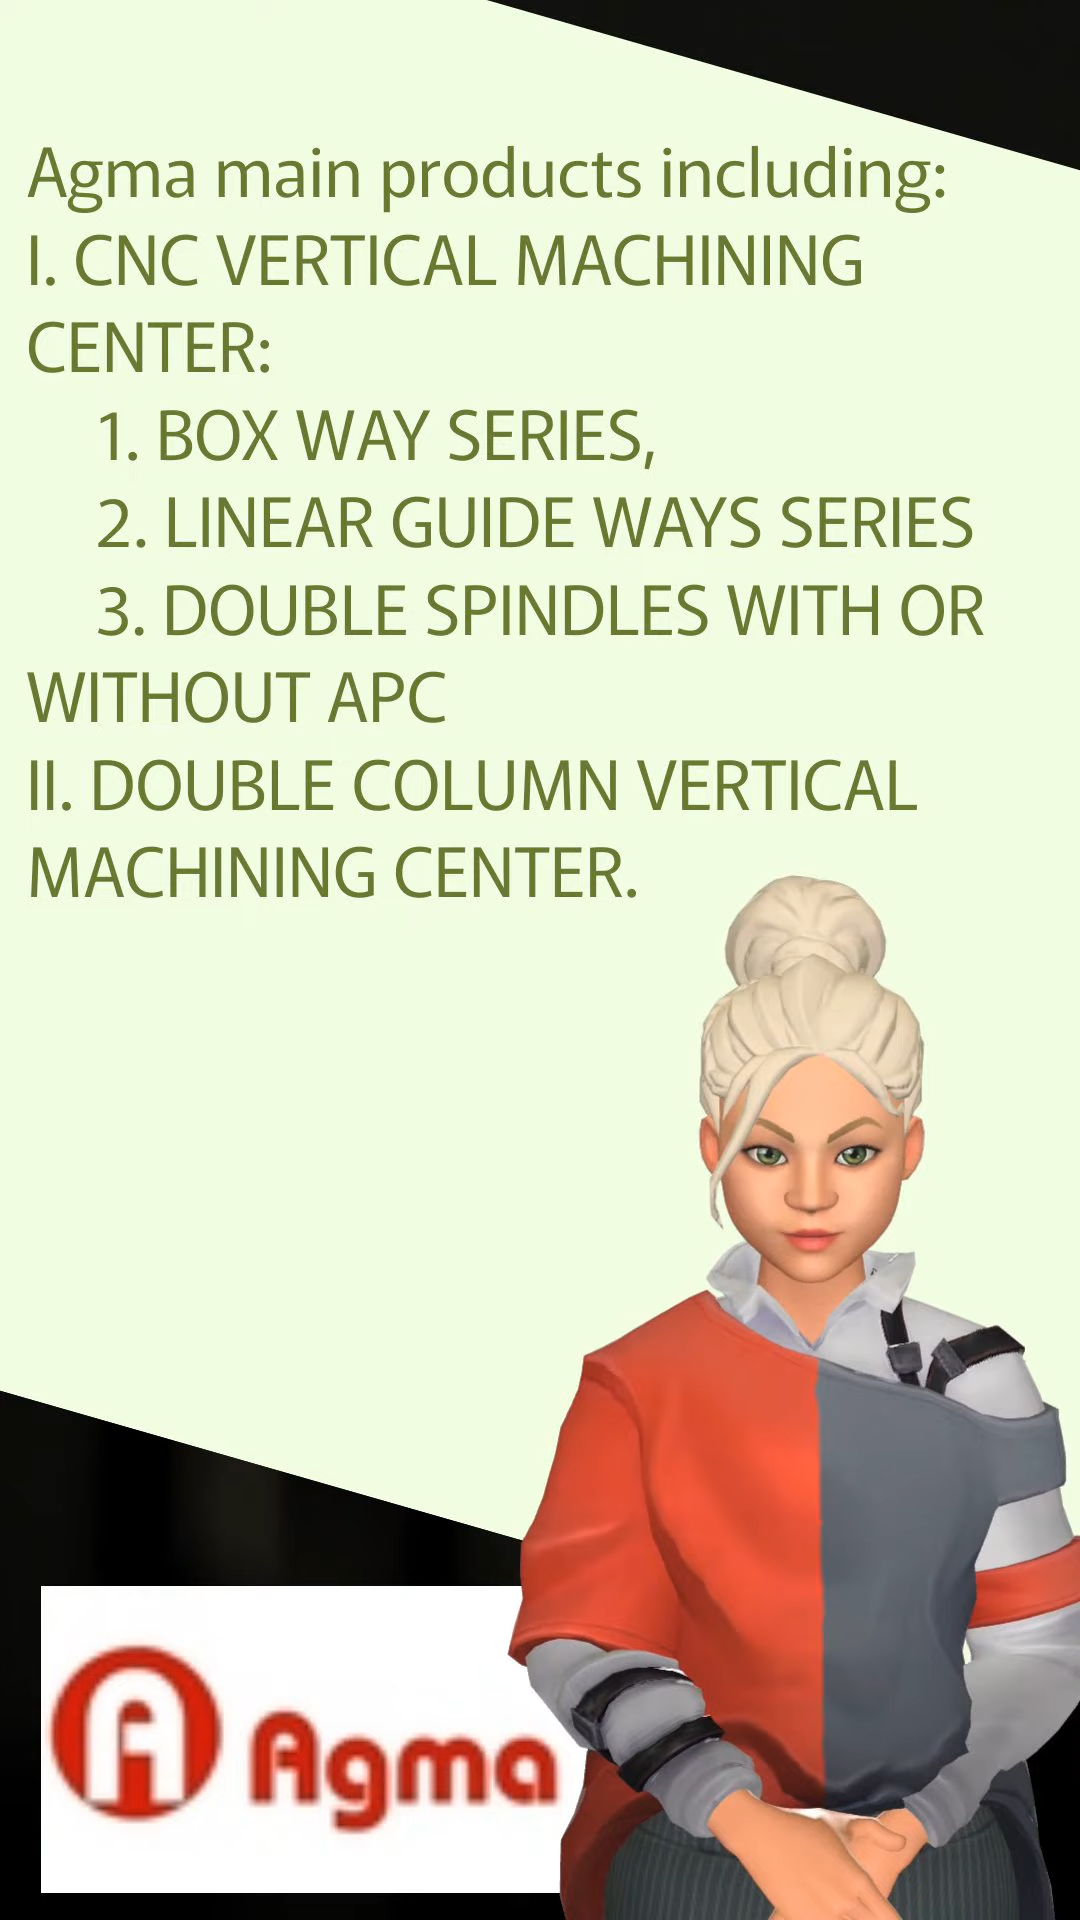 Agma main products including:
I. CNC VERTICAL MACHINING
CENTER:
1. BOX WAY SERIES,
2. LINEAR GUIDE WAYS SERIES
3. DOUBLE SPINDLES WITH OR
WITHOUT APC
II. DOUBLE COLUMN VERTICAL
MACHINING CENTER.
Agma